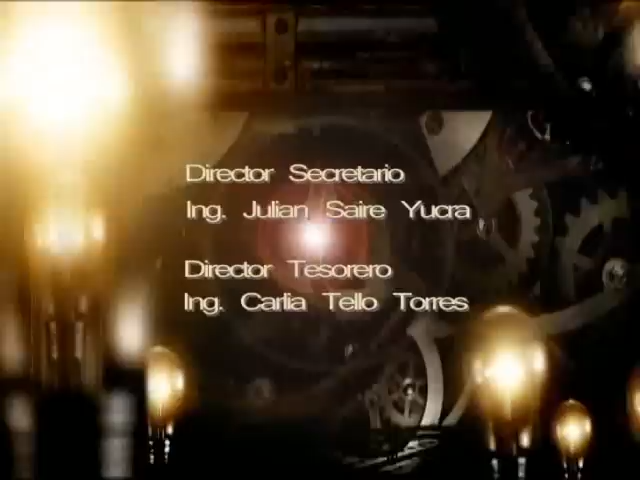 Director Secretario
Ing. Julian Saire Yucra
Director Tesorero
Ing. Carlia Tello Torres